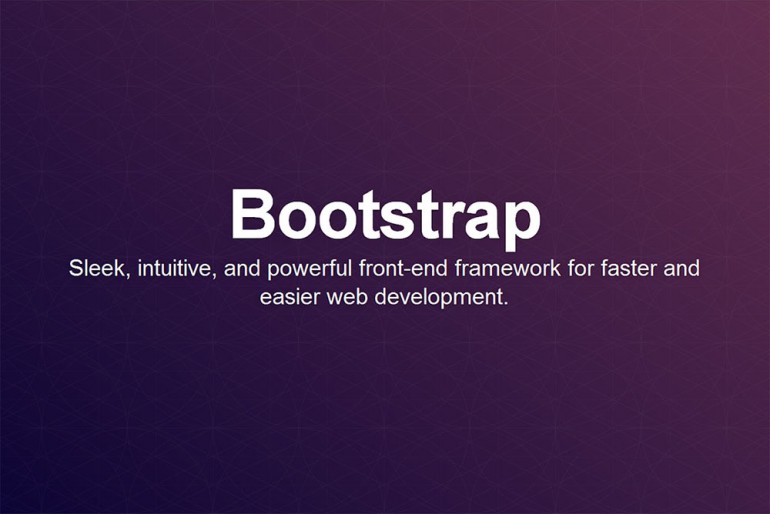 Bootstrap
Sleek, intuitive, and powerful front-end framework for faster and
easier web development.